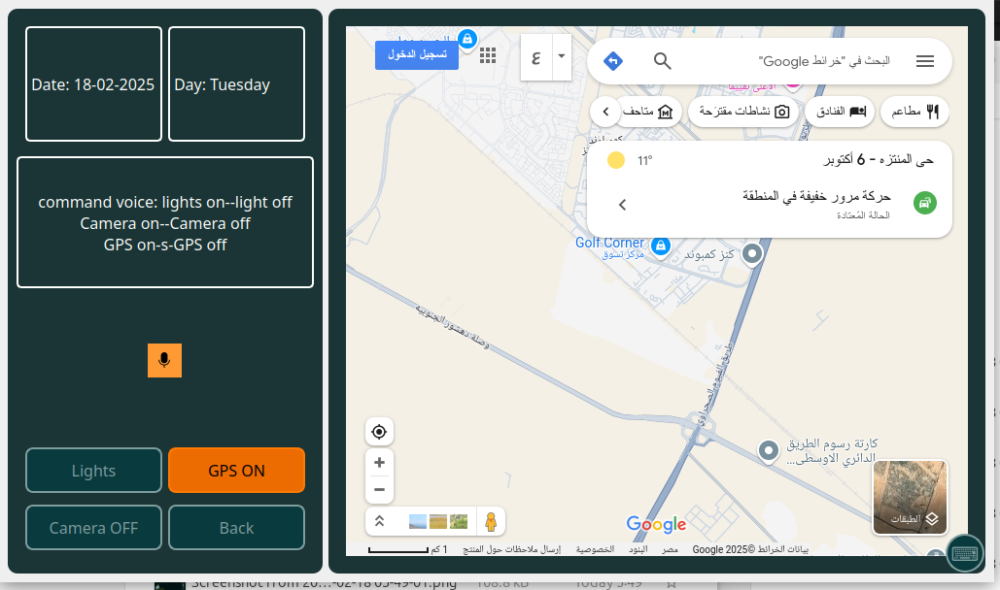 Date: 18-02-2025
Day: Tuesday
command voice: lights on--light off
Camera on--Camera off
GPS on-s-GPS off
Lights
GPS ON
Camera OFF
Back
تسجيل الدخول
٤
البحث في "خرائط Google"
مطاعم
الفنادق
نشاطات مقترَحة
متاحف
حى المنتزه - 6 أكتوبر
11°
حركة مرور خفيفة في المنطقة
الحالة المُعتادة
Golf Corner
مركز تسوق
كنز كمبوند
وصلة دهشور الجنوبية
طريق الفيوم الصحراوي
كارتة رسوم الطريق
الدائري الاوسطى...
الطبقات
Google
بيانات الخرائط ©2025 Google
مصر
البنود
الخصوصية
إرسال ملاحظات حول المنتج
1 كم
Screenshot from 20...-02-18 05-49-01.png
168.8 kB
Today 5:49